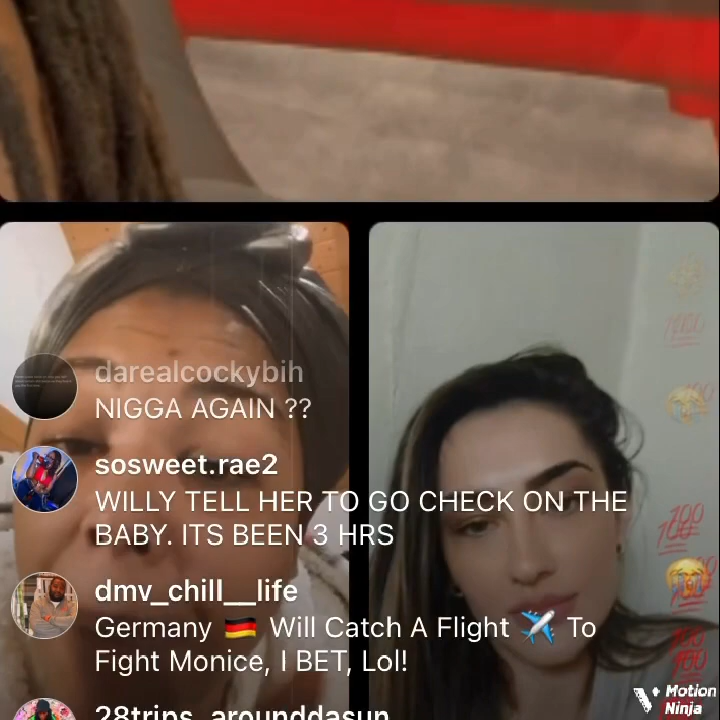 darealcockybih
NIGGA AGAIN ??
sosweet.rae2
WILLY TELL HER TO GO CHECK ON THE
BABY. ITS BEEN 3 HRS
dmv_chill__life
Germany 🇩🇪 Will Catch A Flight ✈️ To
Fight Monice, I BET, Lol!
28trips_arounddasun
Motion
Ninja